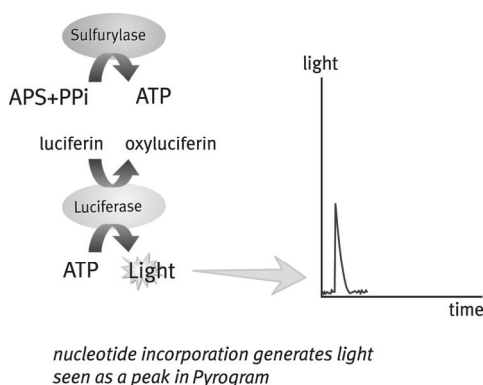 Sulfurylase
light
APS+PPi ATP
luciferin oxyluciferin
Luciferase
ATP Light
time
nucleotide incorporation generates light
seen as a peak in Pyrogram